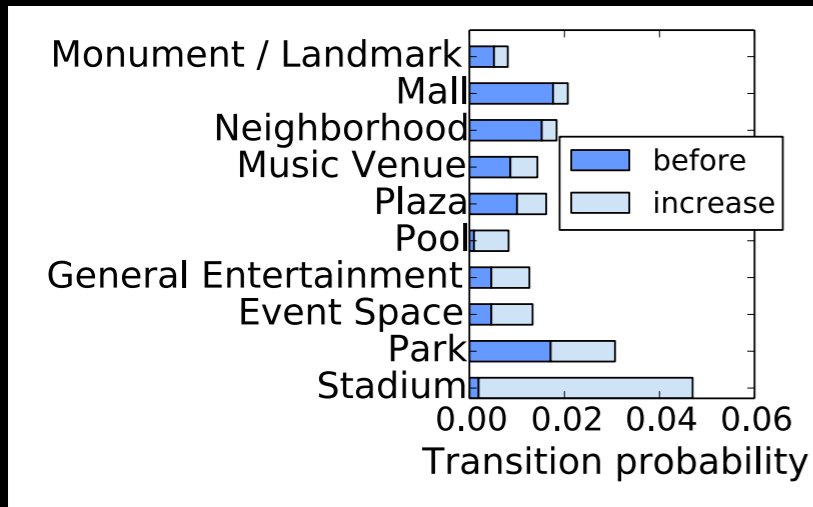 Monument / Landmark
Mall
Neighborhood
Music Venue
Plaza
Pool
General Entertainment
Event Space
Park
Stadium
before
increase
0.00 0.02 0.04 0.06
Transition probability